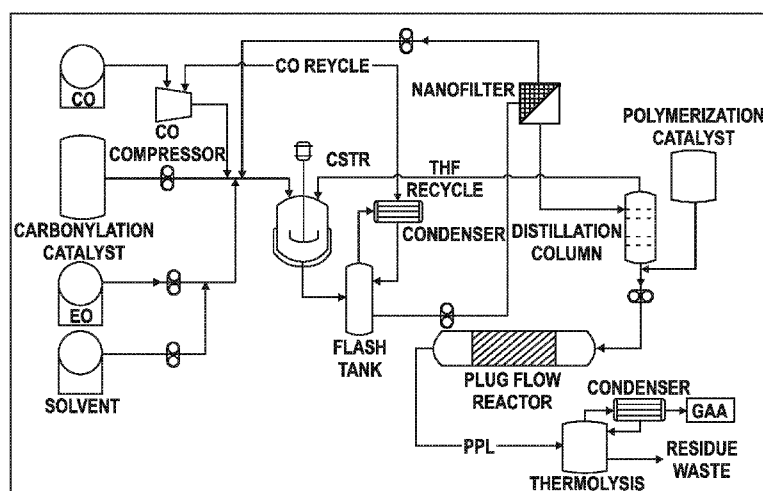 CO
CO REYCLE
CO
COMPRESSOR
NANOFILTER
POLYMERIZATION
CATALYST
CSTR
THF
RECYCLE
CARBONYLATION
CATALYST
CONDENSER
DISTILLATION
COLUMN
EO
FLASH
TANK
SOLVENT
PLUG FLOW
REACTOR
CONDENSER
GAA
PPL
RESIDUE
WASTE
THERMOLYSIS